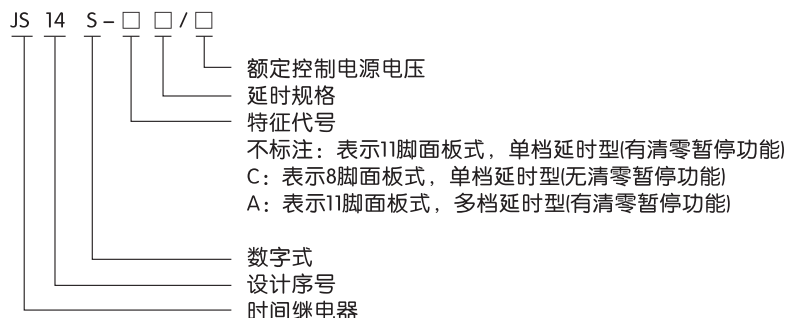 JS 14 S-□ □/□
额定控制电源电压
延时规格
特征代号
不标注：表示11脚面板式，单档延时型(有清零暂停功能)
C：表示8脚面板式，单档延时型(无清零暂停功能)
A：表示11脚面板式，多档延时型(有清零暂停功能)
数字式
设计序号
时间继电器